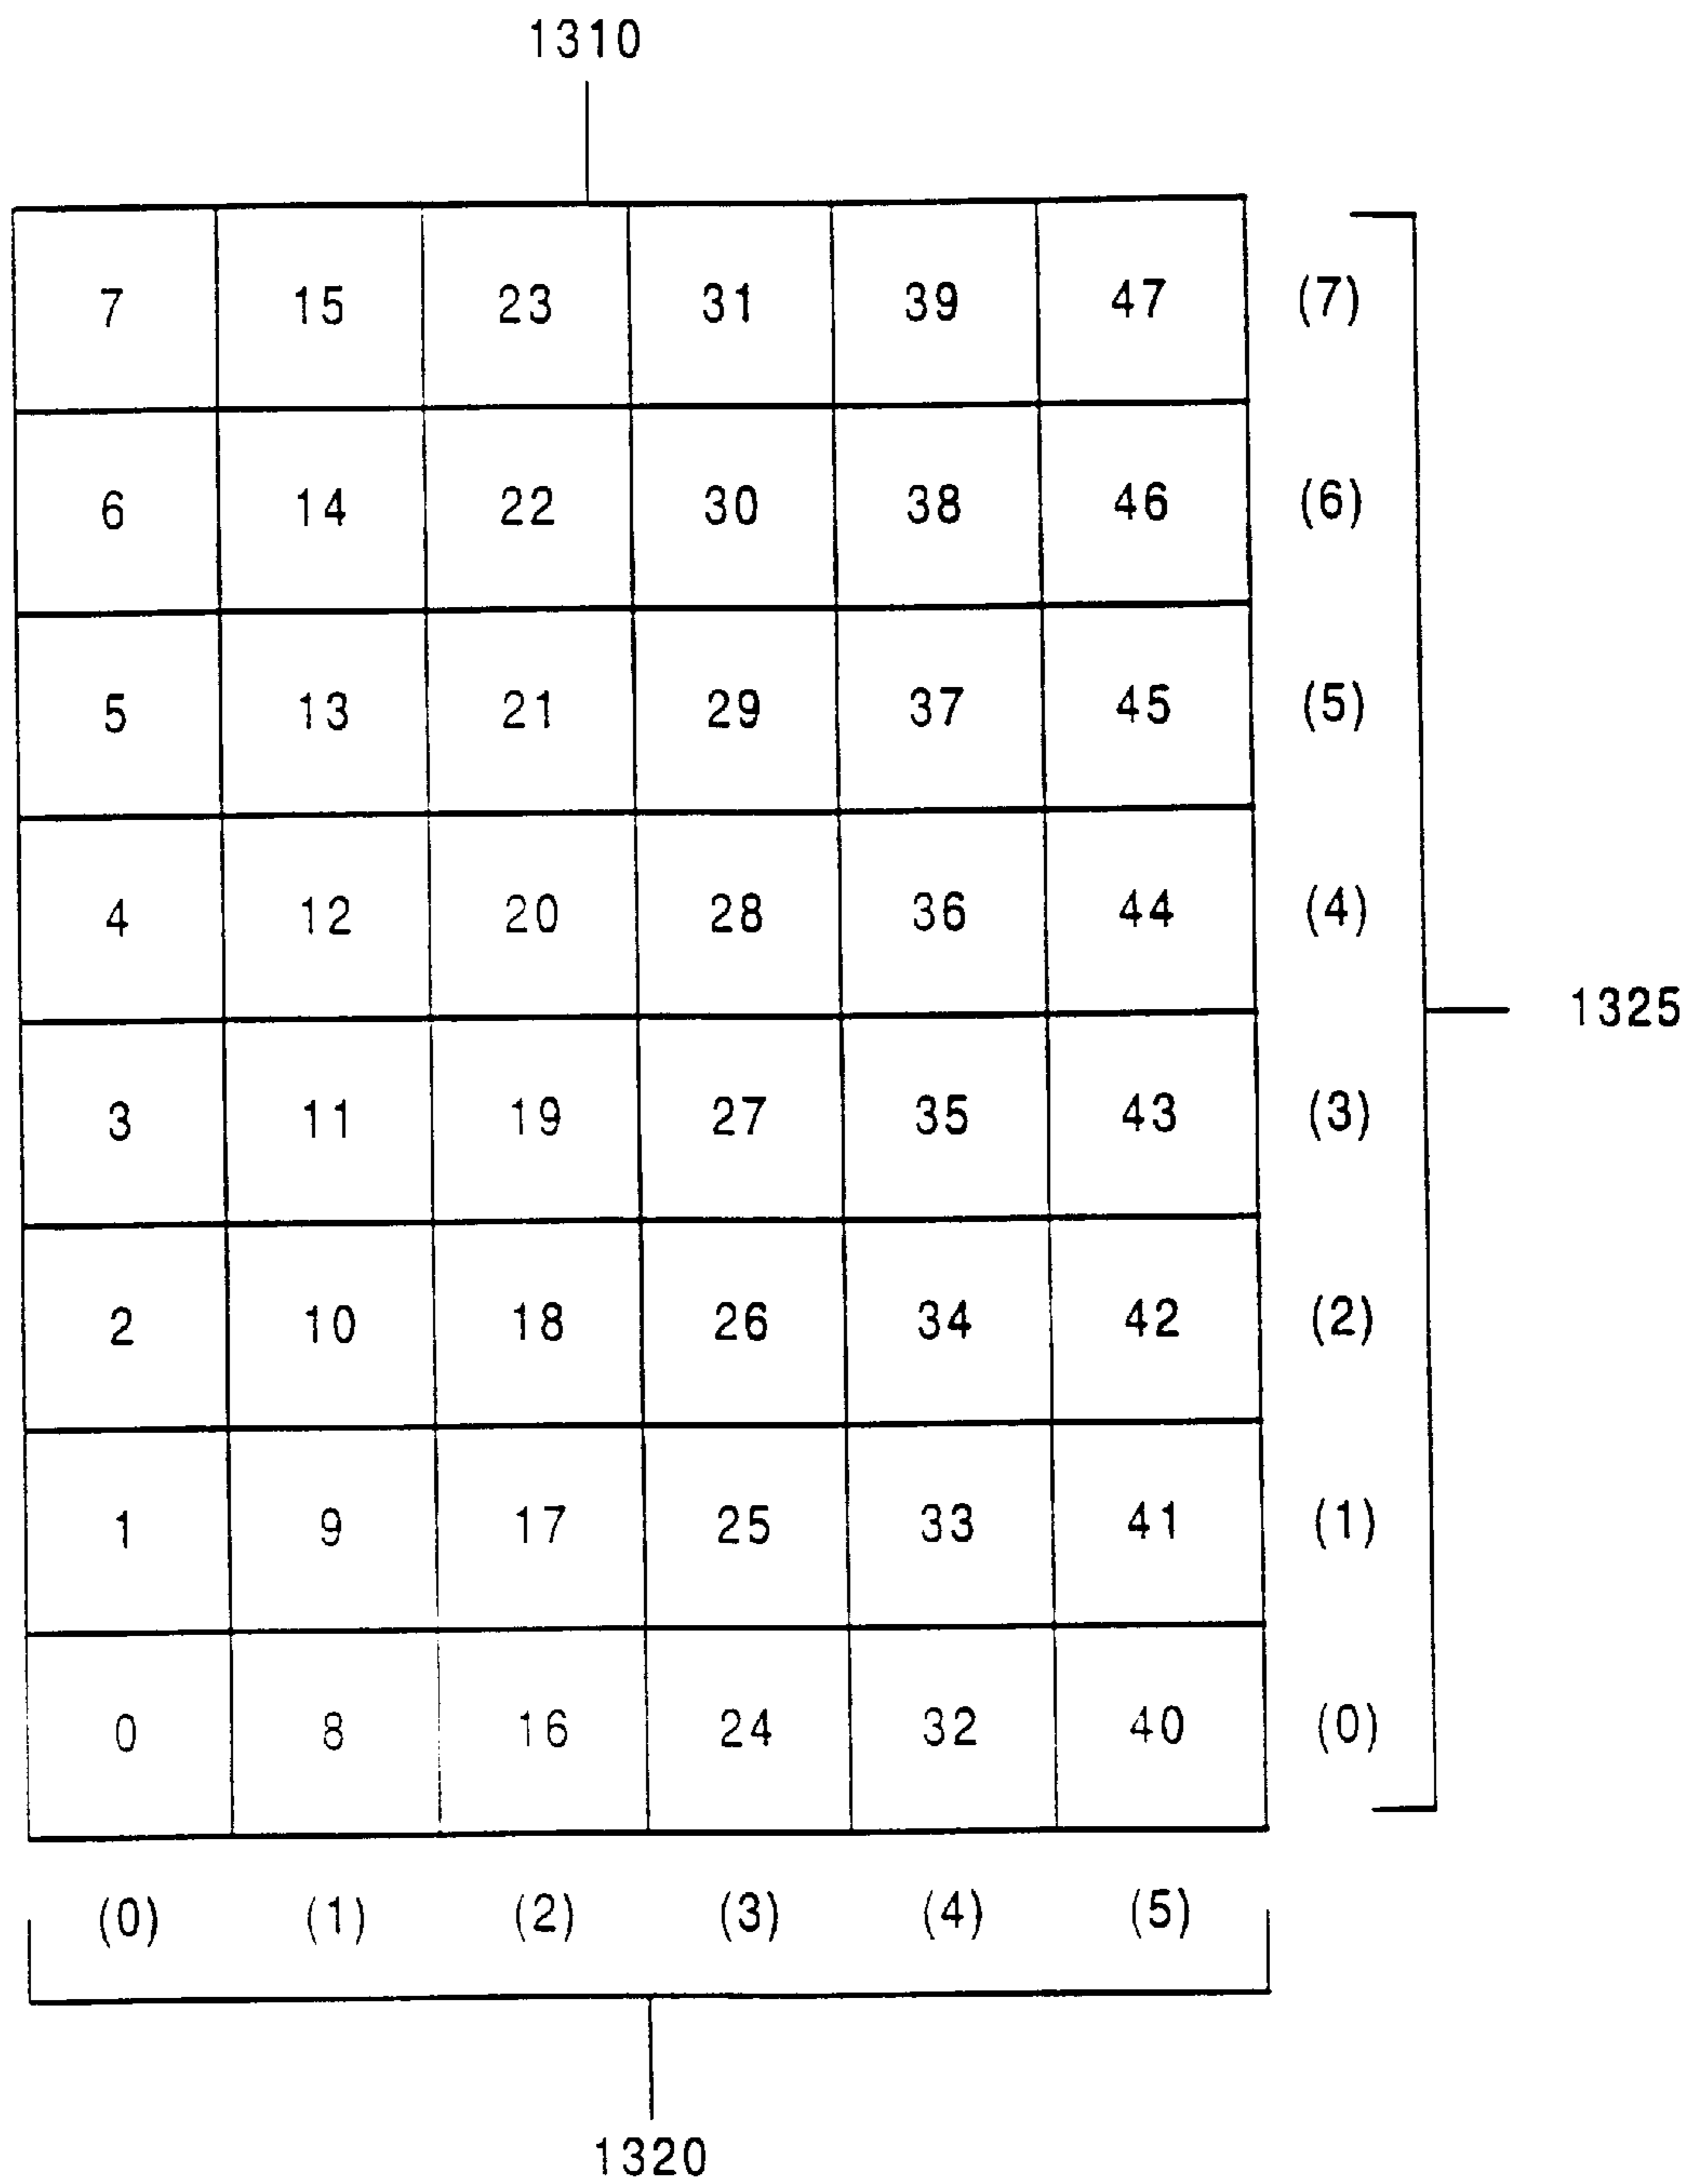 1310
7 15 23 31 39 47 (7)
6 14 22 30 38 46 (6)
5 13 21 29 37 45 (5)
4 12 20 28 36 44 (4)
1325
3 11 19 27 35 43 (3)
2 10 18 26 34 42 (2)
1 9 17 25 33 41 (1)
0 8 16 24 32 40 (0)
(0) (1) (2) (3) (4) (5)
1320